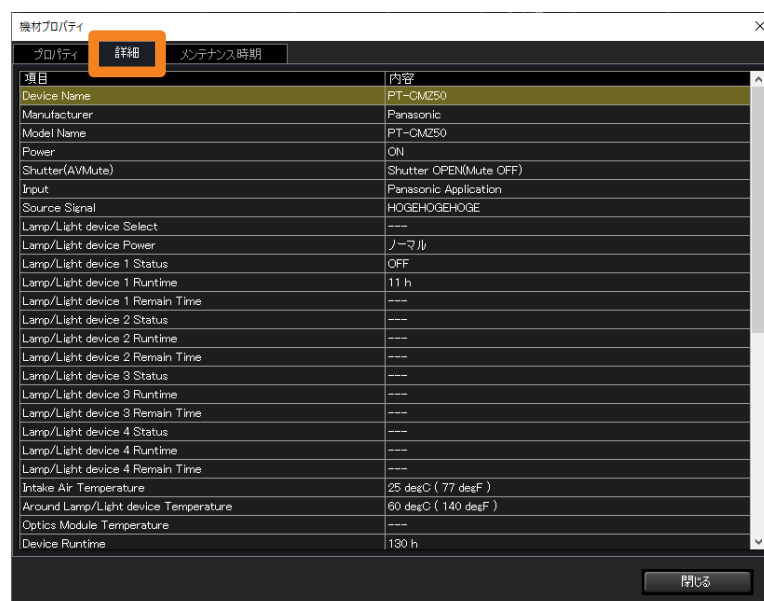 機材プロパティ
プロパティ 詳細 メンテナンス時期
項目 内容
Device Name PT-CMZ50
Manufacturer Panasonic
Model Name PT-CMZ50
Power ON
Shutter(AVMute) Shutter OPEN(Mute OFF)
Input Panasonic Application
Source Signal HOGEHOGEHOGE
Lamp/Light device Select ---
Lamp/Light device Power ノーマル
Lamp/Light device 1 Status OFF
Lamp/Light device 1 Runtime 11 h
Lamp/Light device 1 Remain Time ---
Lamp/Light device 2 Status ---
Lamp/Light device 2 Runtime ---
Lamp/Light device 2 Remain Time ---
Lamp/Light device 3 Status ---
Lamp/Light device 3 Runtime ---
Lamp/Light device 3 Remain Time ---
Lamp/Light device 4 Status ---
Lamp/Light device 4 Runtime ---
Lamp/Light device 4 Remain Time ---
Intake Air Temperature 25 degC ( 77 degF )
Around Lamp/Light device Temperature 60 degC ( 140 degF )
Optics Module Temperature ---
Device Runtime 130 h
閉じる